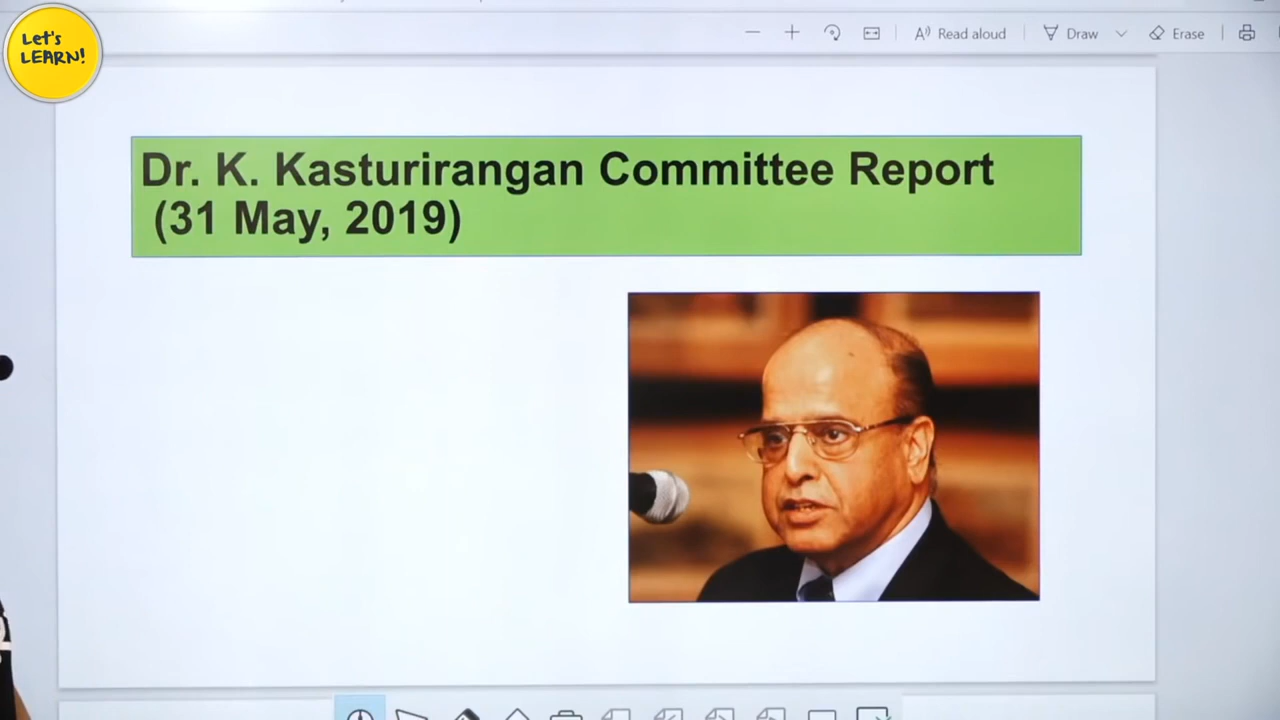 Let's
LEARN!
Read aloud
Draw
Erase
Dr. K. Kasturirangan Committee Report
(31 May, 2019)